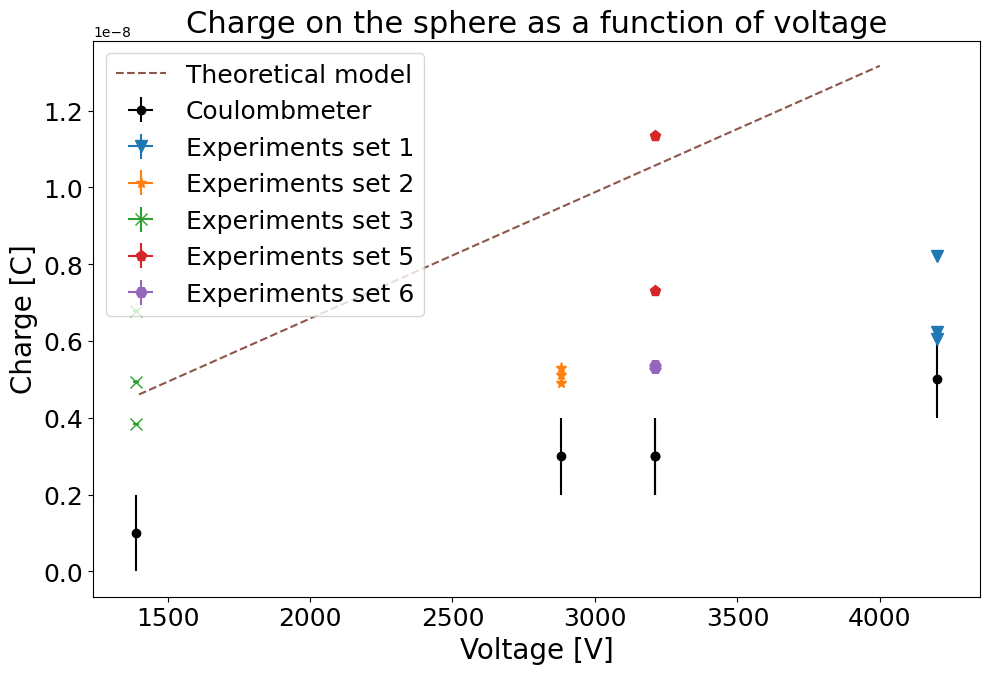 Charge on the sphere as a function of voltage
1e−8
Theoretical model
Coulombmeter
Experiments set 1
Experiments set 2
Experiments set 3
Experiments set 5
Experiments set 6
Charge [C]
1.2
1.0
0.8
0.6
0.4
0.2
0.0
1500 2000 2500 3000 3500 4000
Voltage [V]